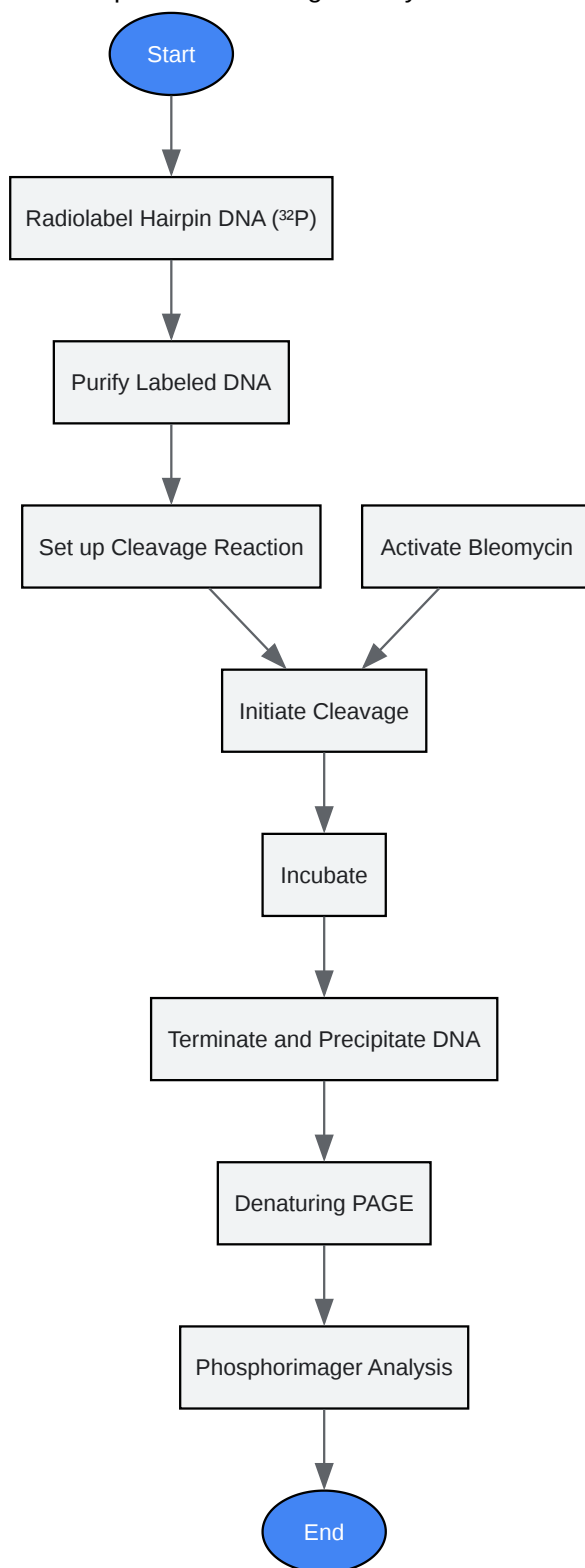 Start
Radiolabel Hairpin DNA (³²P)
Purify Labeled DNA
Set up Cleavage Reaction
Activate Bleomycin
Initiate Cleavage
Incubate
Terminate and Precipitate DNA
Denaturing PAGE
Phosphorimager Analysis
End